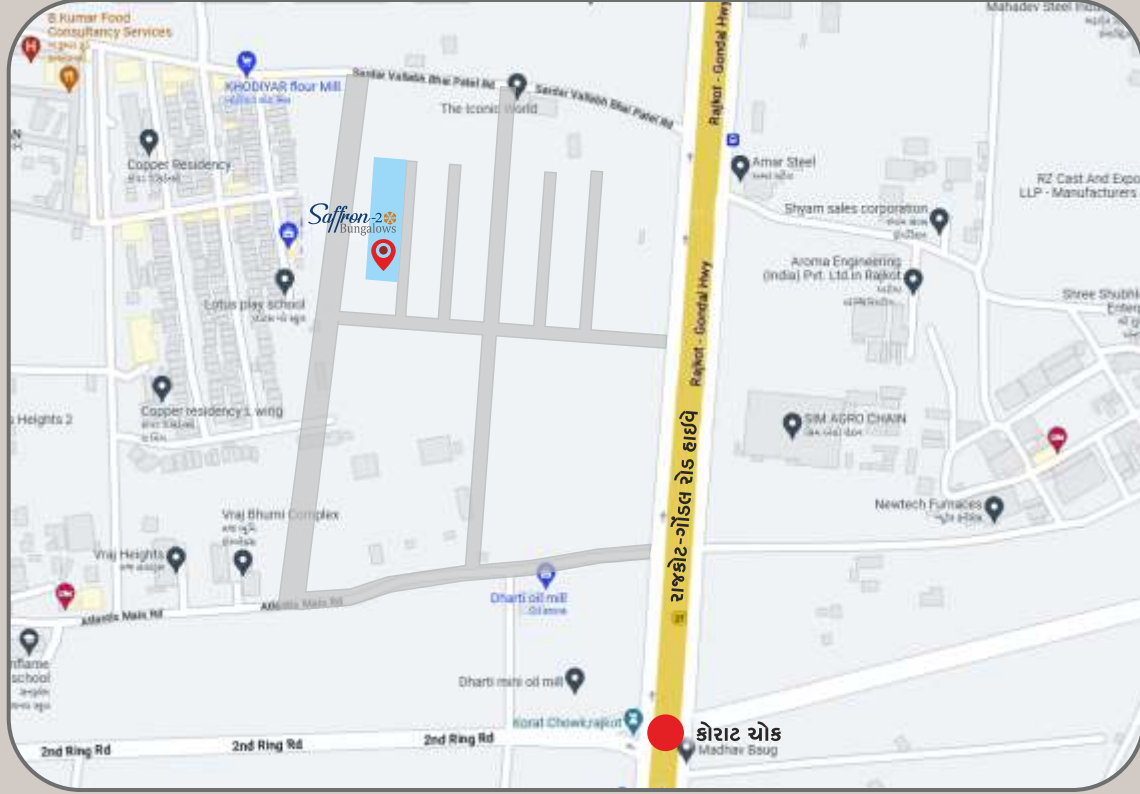 B.Kumar Food
Consultancy Services
Mahadev Steel
KHODIYAR flour Mill
Sardar Vallabh Bhai Patel Rd
Sardar Vallabh Bhai Patel Rd
The Iconic World
Rajkot - Gondal Hwy
Copper Residency
Amar Steel
RZ Cast And Expo
LLP - Manufacturers
Saffron-2
Bungalows
Shyam sales corporation
Aroma Engineering
(India) Pvt. Ltd.in Rajkot
Lotus play school
Shree Shubh
Enter
Rajkot - Gondal Hwy
Copper residency L wing
s Heights 2
SIM AGRO CHAIN
રાજકોટ-ગોંડલ રોડ હાઈવે
Newtech Furnaces
Vraj Bhumi Complex
Vraj Heights
Atlantis Main Rd
Atlantis Main Rd
Dharti oil mill
27
nflame
school
Dharti mini oil mill
Korat Chowk,rajkot
કોરાટ ચોક
Madhav Baug
2nd Ring Rd
2nd Ring Rd
2nd Ring Rd